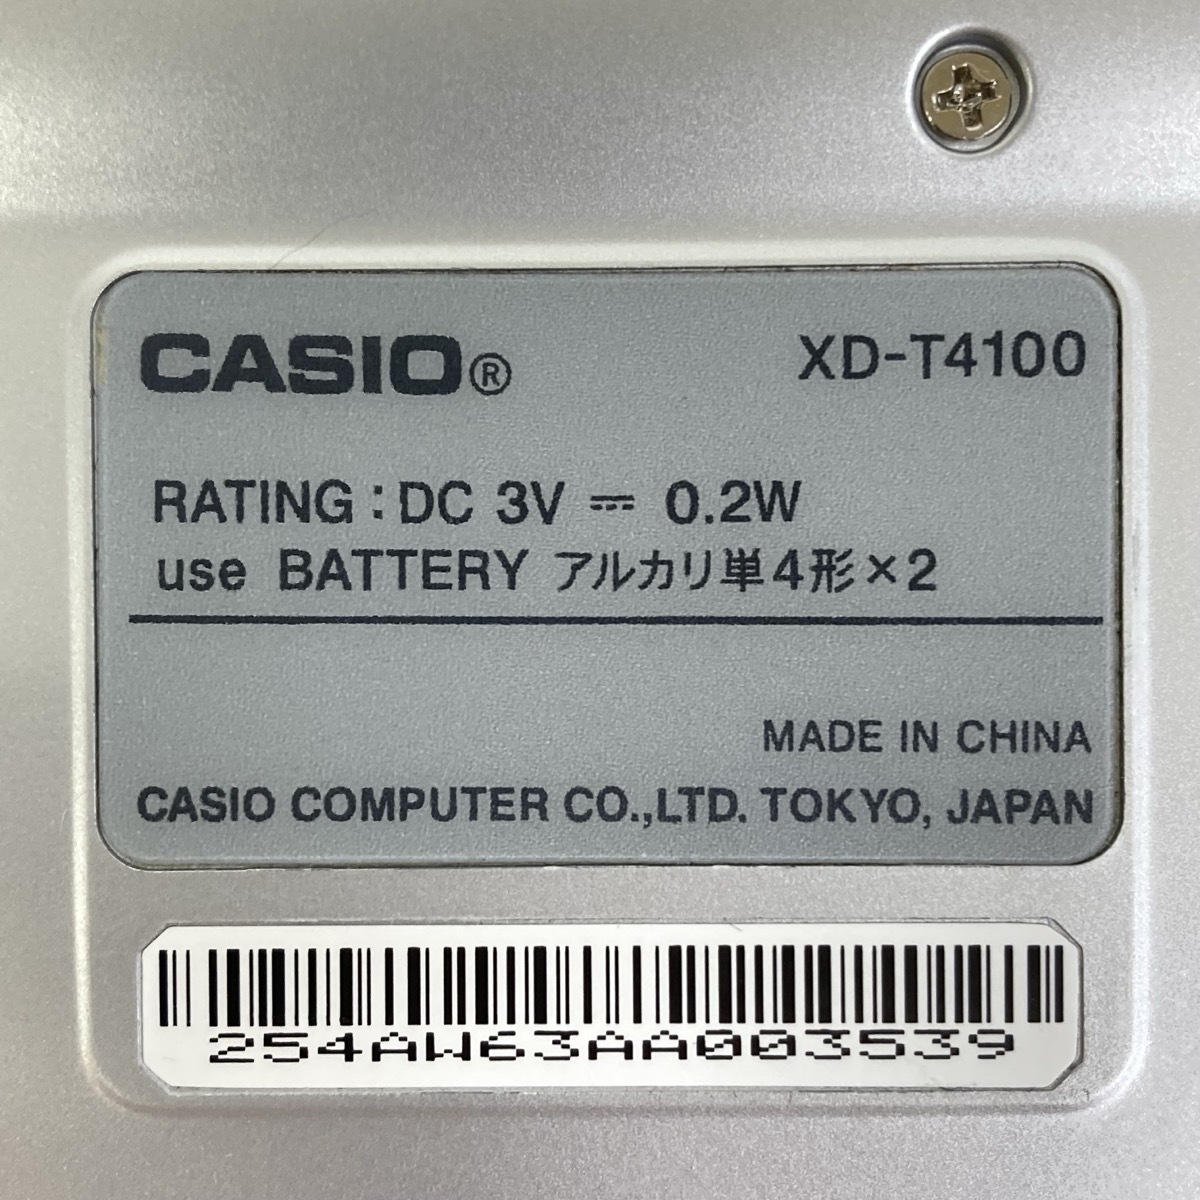 CASIO® XD-T4100
RATING : DC 3V ⎓ 0.2W
use BATTERY アルカリ単4形×2
MADE IN CHINA
CASIO COMPUTER CO.,LTD. TOKYO, JAPAN
254AW63AA003539